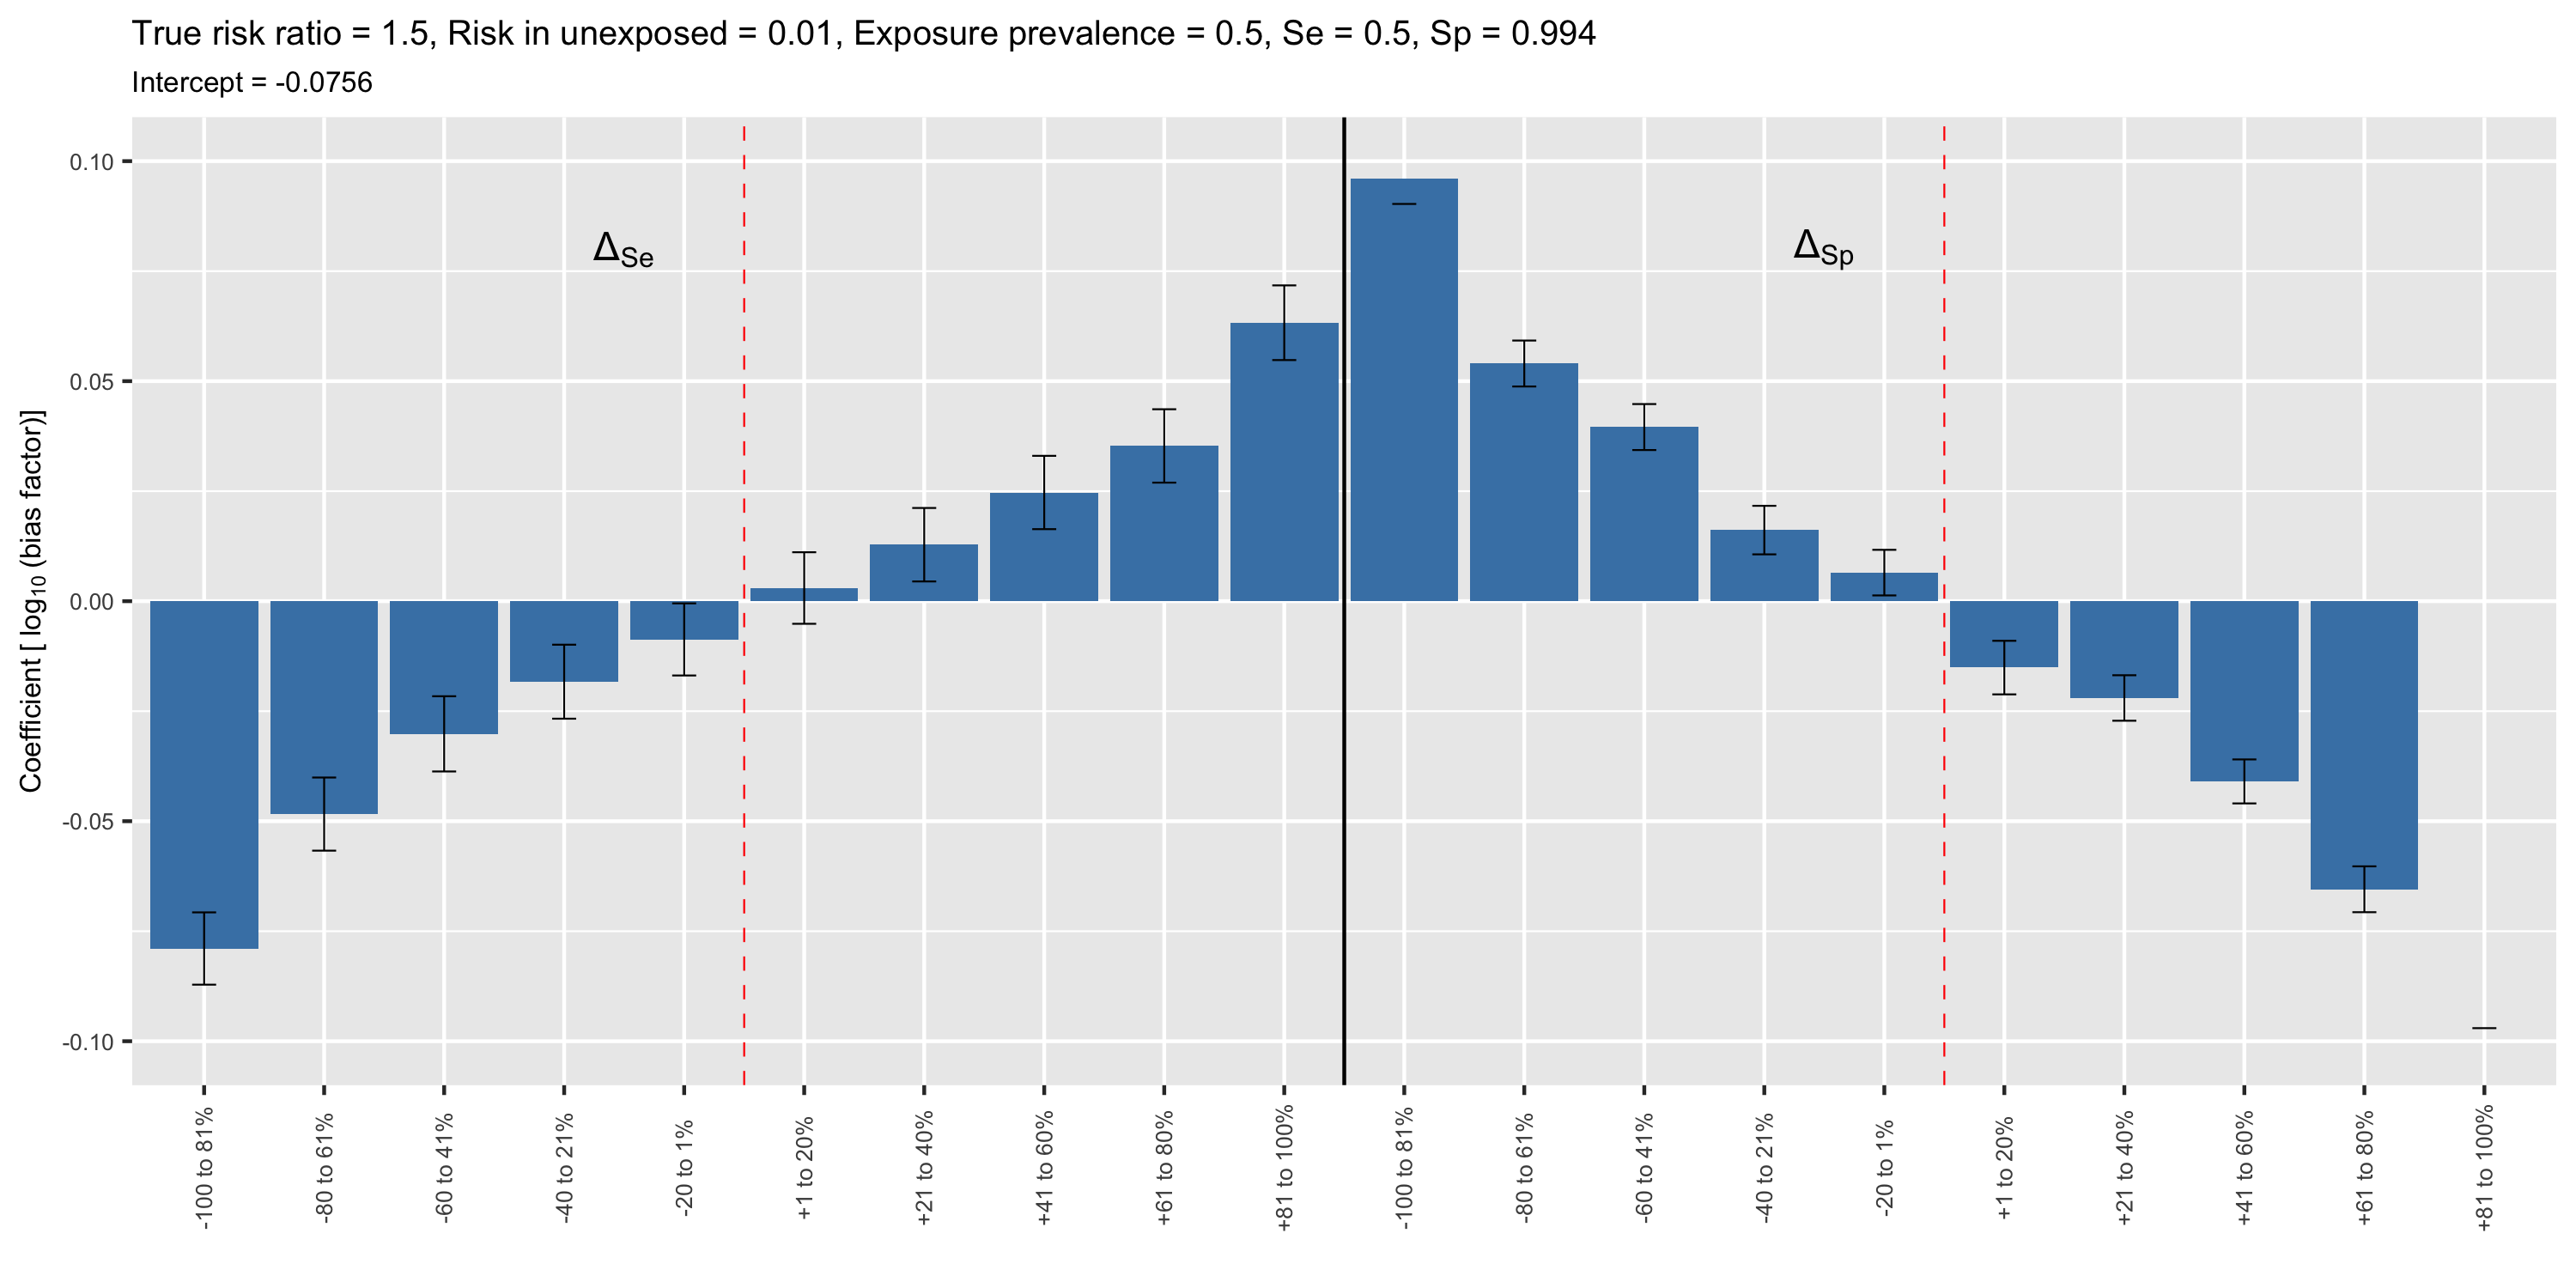 True risk ratio = 1.5, Risk in unexposed = 0.01, Exposure prevalence = 0.5, Se = 0.5, Sp = 0.994
Intercept = -0.0756
Coefficient [ log10 (bias factor)]
0.10
0.05
0.00
-0.05
-0.10
ΔSe
ΔSp
-100 to 81%
-80 to 61%
-60 to 41%
-40 to 21%
-20 to 1%
+1 to 20%
+21 to 40%
+41 to 60%
+61 to 80%
+81 to 100%
-100 to 81%
-80 to 61%
-60 to 41%
-40 to 21%
-20 to 1%
+1 to 20%
+21 to 40%
+41 to 60%
+61 to 80%
+81 to 100%